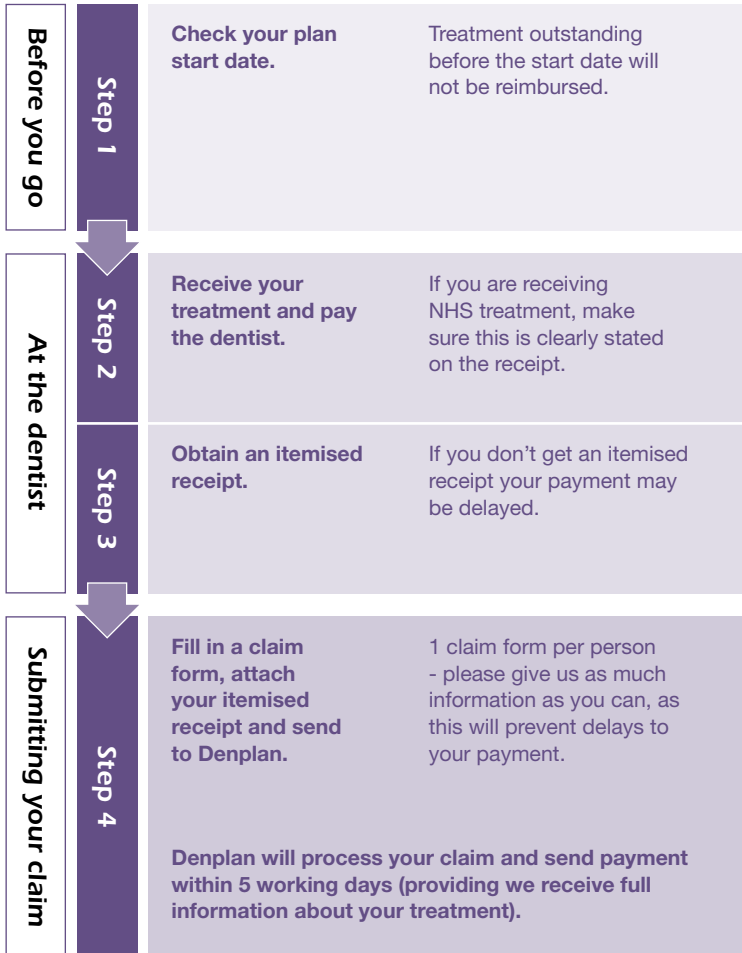 Before you go
Step 1
Check your plan
start date.
Treatment outstanding
before the start date will
not be reimbursed.
At the dentist
Step 2
Receive your
treatment and pay
the dentist.
If you are receiving
NHS treatment, make
sure this is clearly stated
on the receipt.
Step 3
Obtain an itemised
receipt.
If you don’t get an itemised
receipt your payment may
be delayed.
Submitting your claim
Step 4
Fill in a claim
form, attach
your itemised
receipt and send
to Denplan.
1 claim form per person
- please give us as much
information as you can, as
this will prevent delays to
your payment.
Denplan will process your claim and send payment
within 5 working days (providing we receive full
information about your treatment).